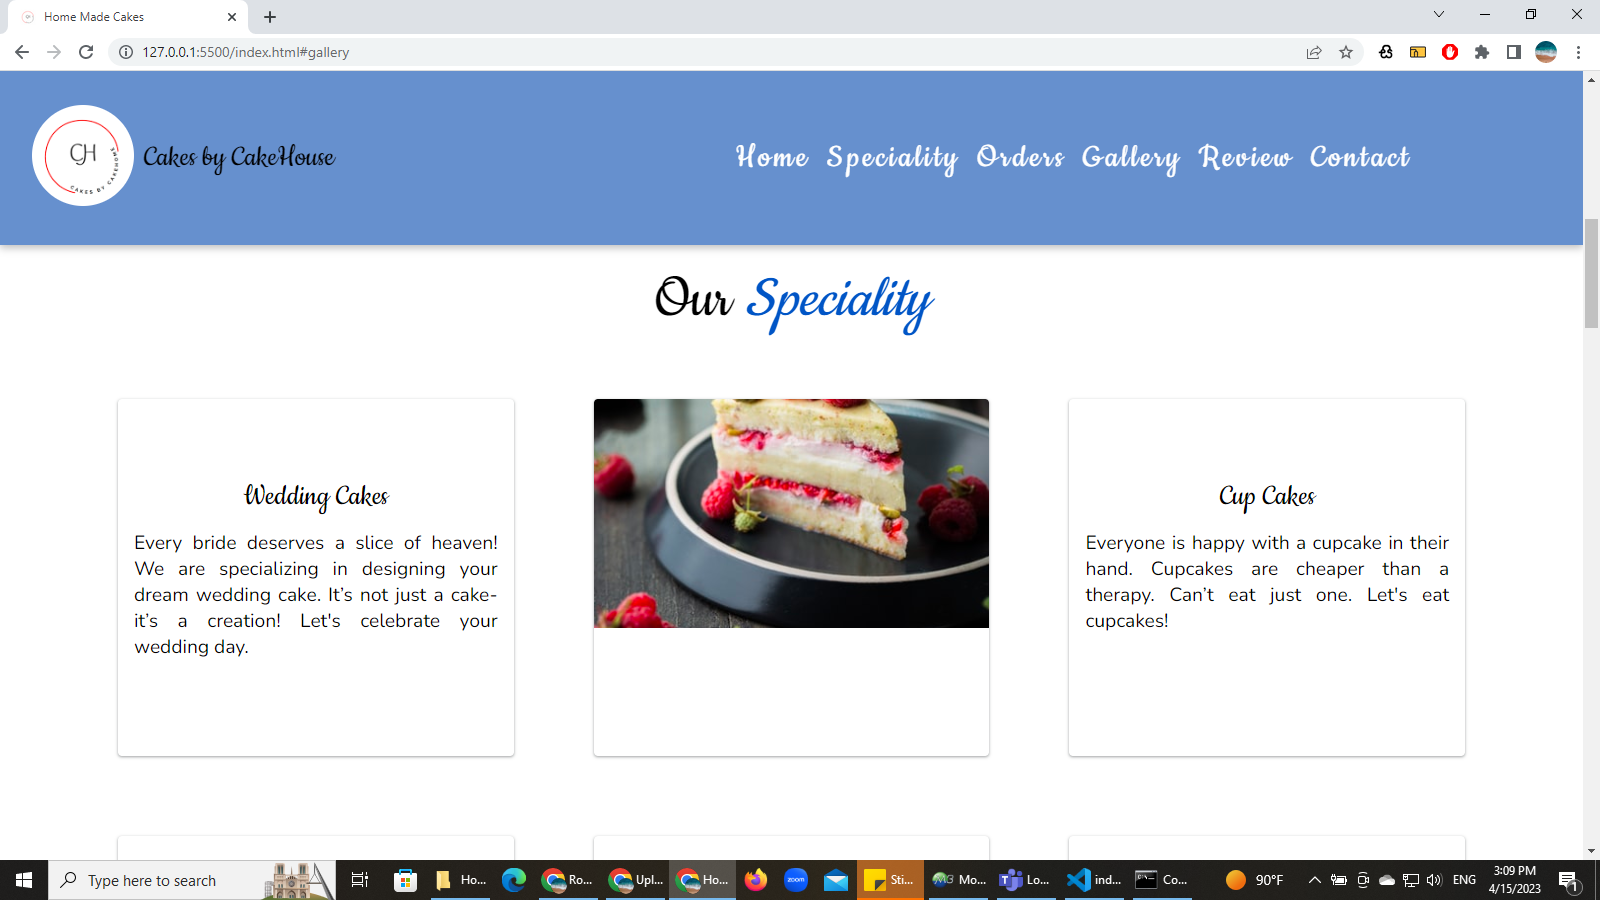 Home Made Cakes
127.0.0.1:5500/index.html#gallery
CH
CAKES BY CAKEHOUSE
Cakes by CakeHouse
Home Speciality Orders Gallery Review Contact
Our Speciality
Wedding Cakes
Every bride deserves a slice of heaven!
We are specializing in designing your
dream wedding cake. It’s not just a cake-
it’s a creation! Let's celebrate your
wedding day.
Cup Cakes
Everyone is happy with a cupcake in their
hand. Cupcakes are cheaper than a
therapy. Can’t eat just one. Let's eat
cupcakes!
Type here to search
Ho...
Ro...
Upl...
Ho...
zoom
Sti...
MG
Mo...
Lo...
ind...
Co...
90°F
ENG
3:09 PM
4/15/2023
1